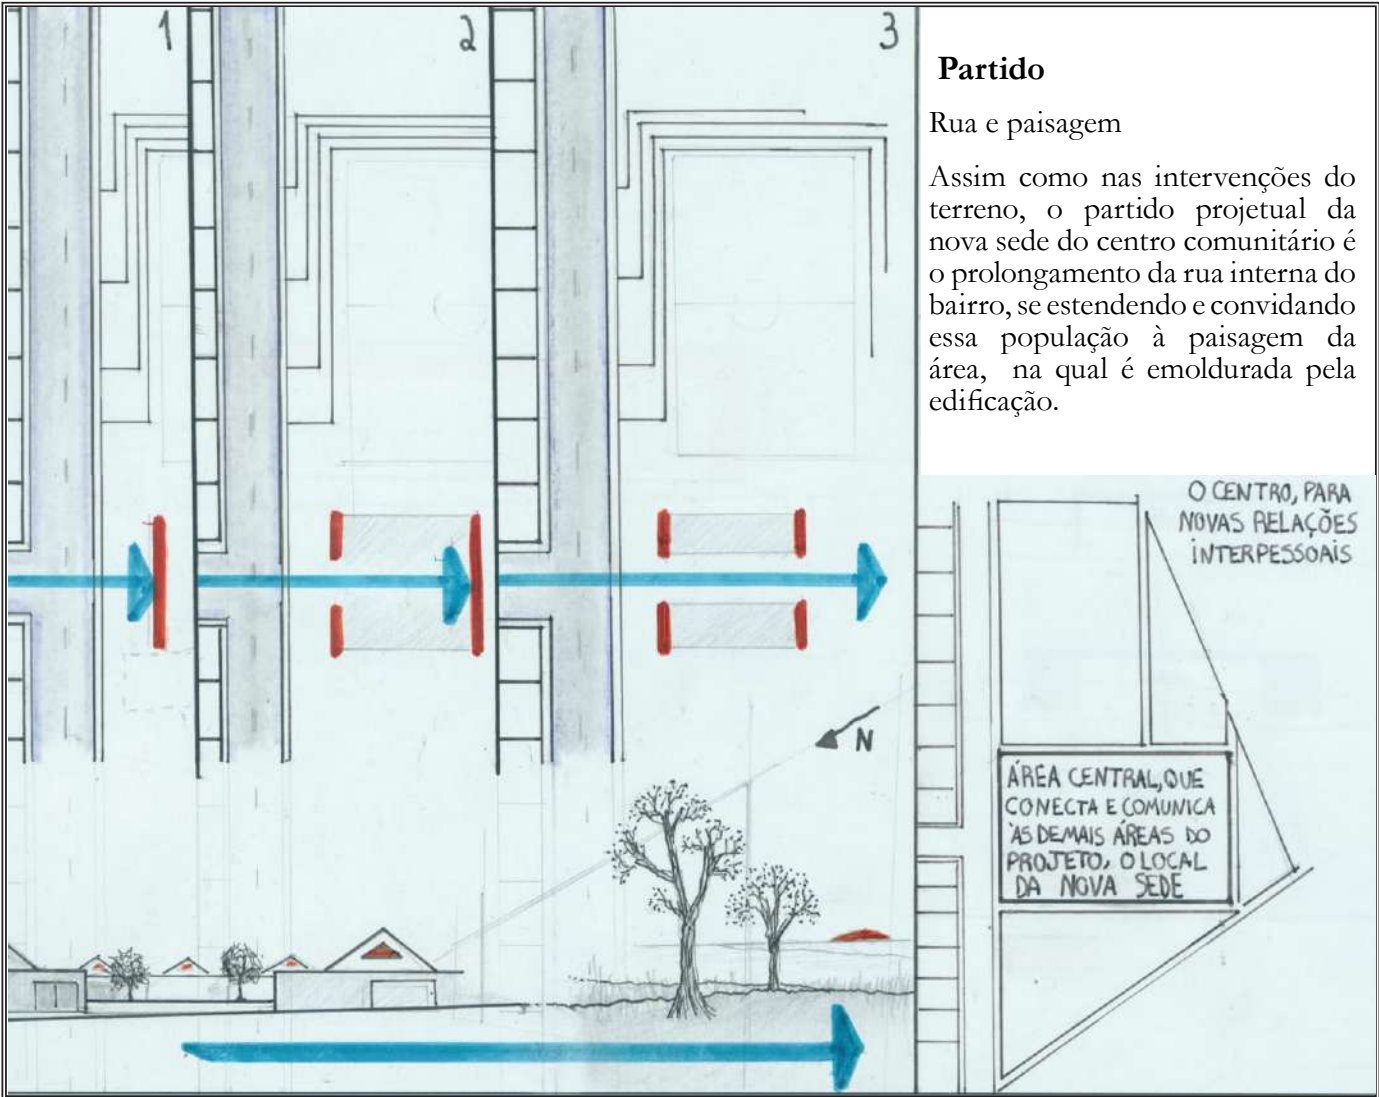 1
2
3
Partido
Rua e paisagem
Assim como nas intervenções do
terreno, o partido projetual da
nova sede do centro comunitário é
o prolongamento da rua interna do
bairro, se estendendo e convidando
essa população à paisagem da
área, na qual é emoldurada pela
edificação.
O CENTRO, PARA
NOVAS RELAÇÕES
INTERPESSOAIS
N
ÁREA CENTRAL, QUE
CONECTA E COMUNICA
ÀS DEMAIS ÁREAS DO
PROJETO, O LOCAL
DA NOVA SEDE